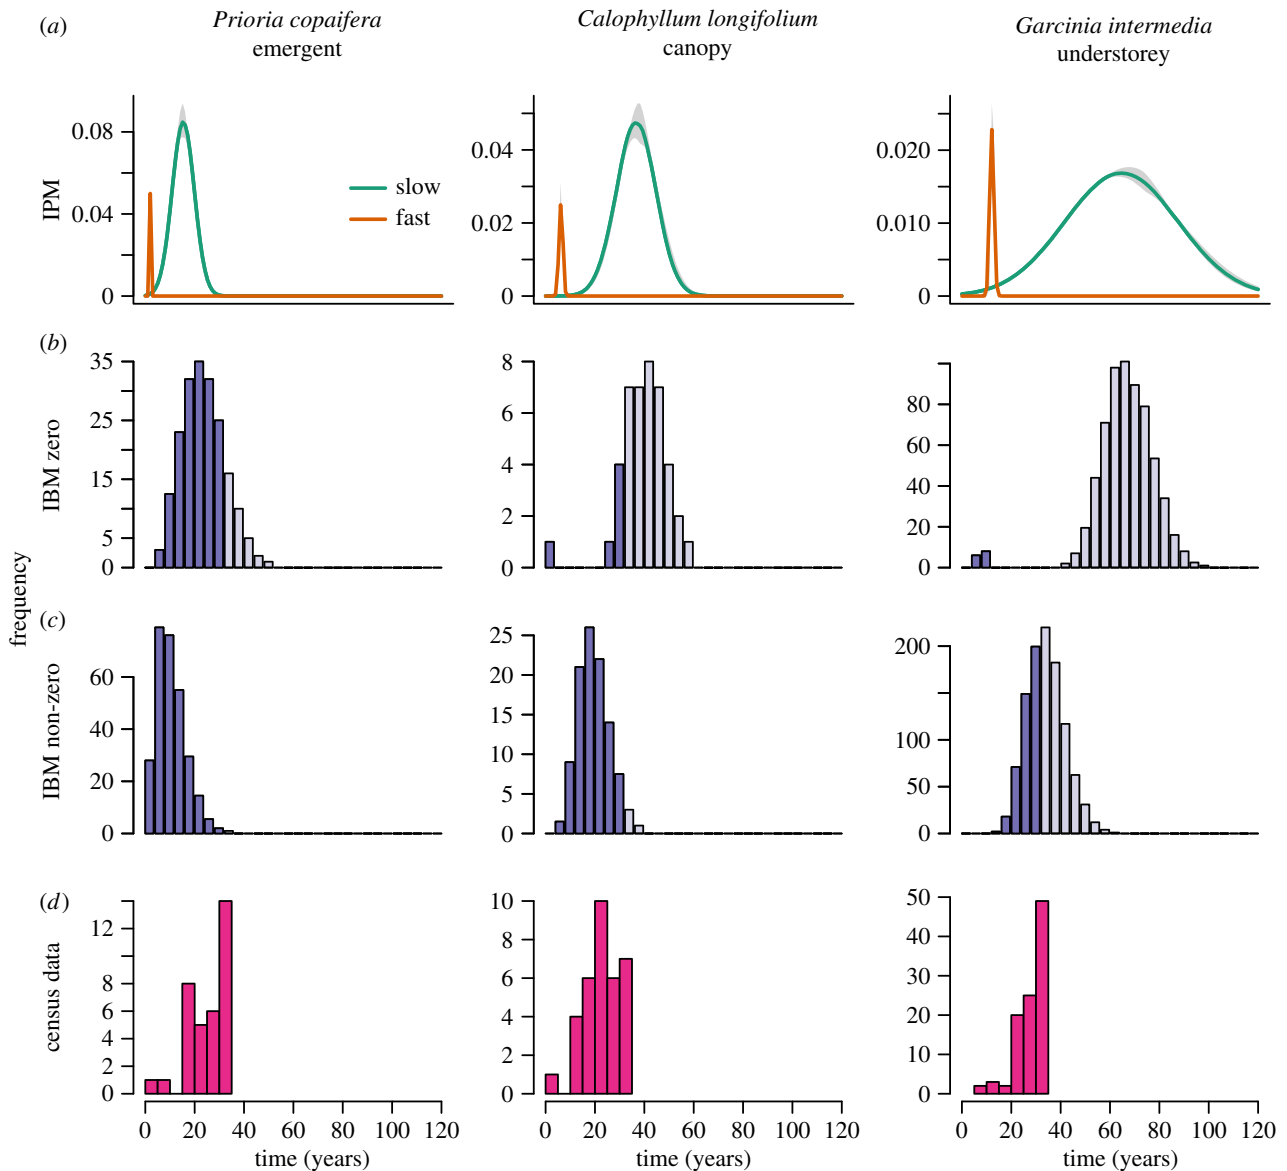 (a)
Prioria copaifera
emergent
Calophyllum longifolium
canopy
Garcinia intermedia
understorey
IPM
0.08
0.04
0
slow
fast
0.04
0.02
0
0.020
0.010
0
(b)
frequency
IBM zero
35
25
15
5
0
8
6
4
2
0
80
60
40
20
0
(c)
IBM non-zero
60
40
20
0
25
20
15
10
5
0
200
100
0
(d)
census data
12
8
6
4
2
0
10
8
6
4
2
0
50
40
30
20
10
0
0 20 40 60 80 100 120
time (years)
0 20 40 60 80 100 120
time (years)
0 20 40 60 80 100 120
time (years)